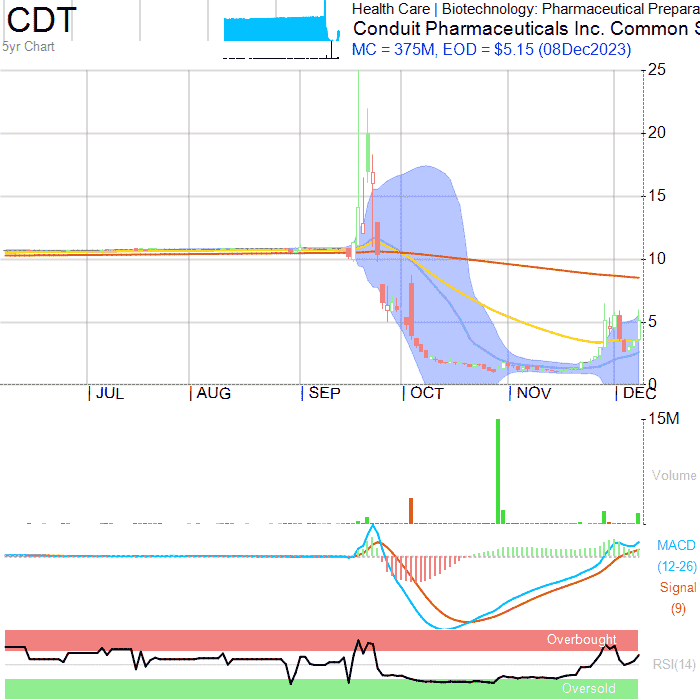 CDT
5yr Chart
Health Care | Biotechnology: Pharmaceutical Prepara
Conduit Pharmaceuticals Inc. Common S
MC = 375M, EOD = $5.15 (08Dec2023)
25
20
15
10
5
0
JUL
AUG
SEP
OCT
NOV
DEC
15M
Volume
MACD
(12-26)
Signal
(9)
Overbought
RSI(14)
Oversold